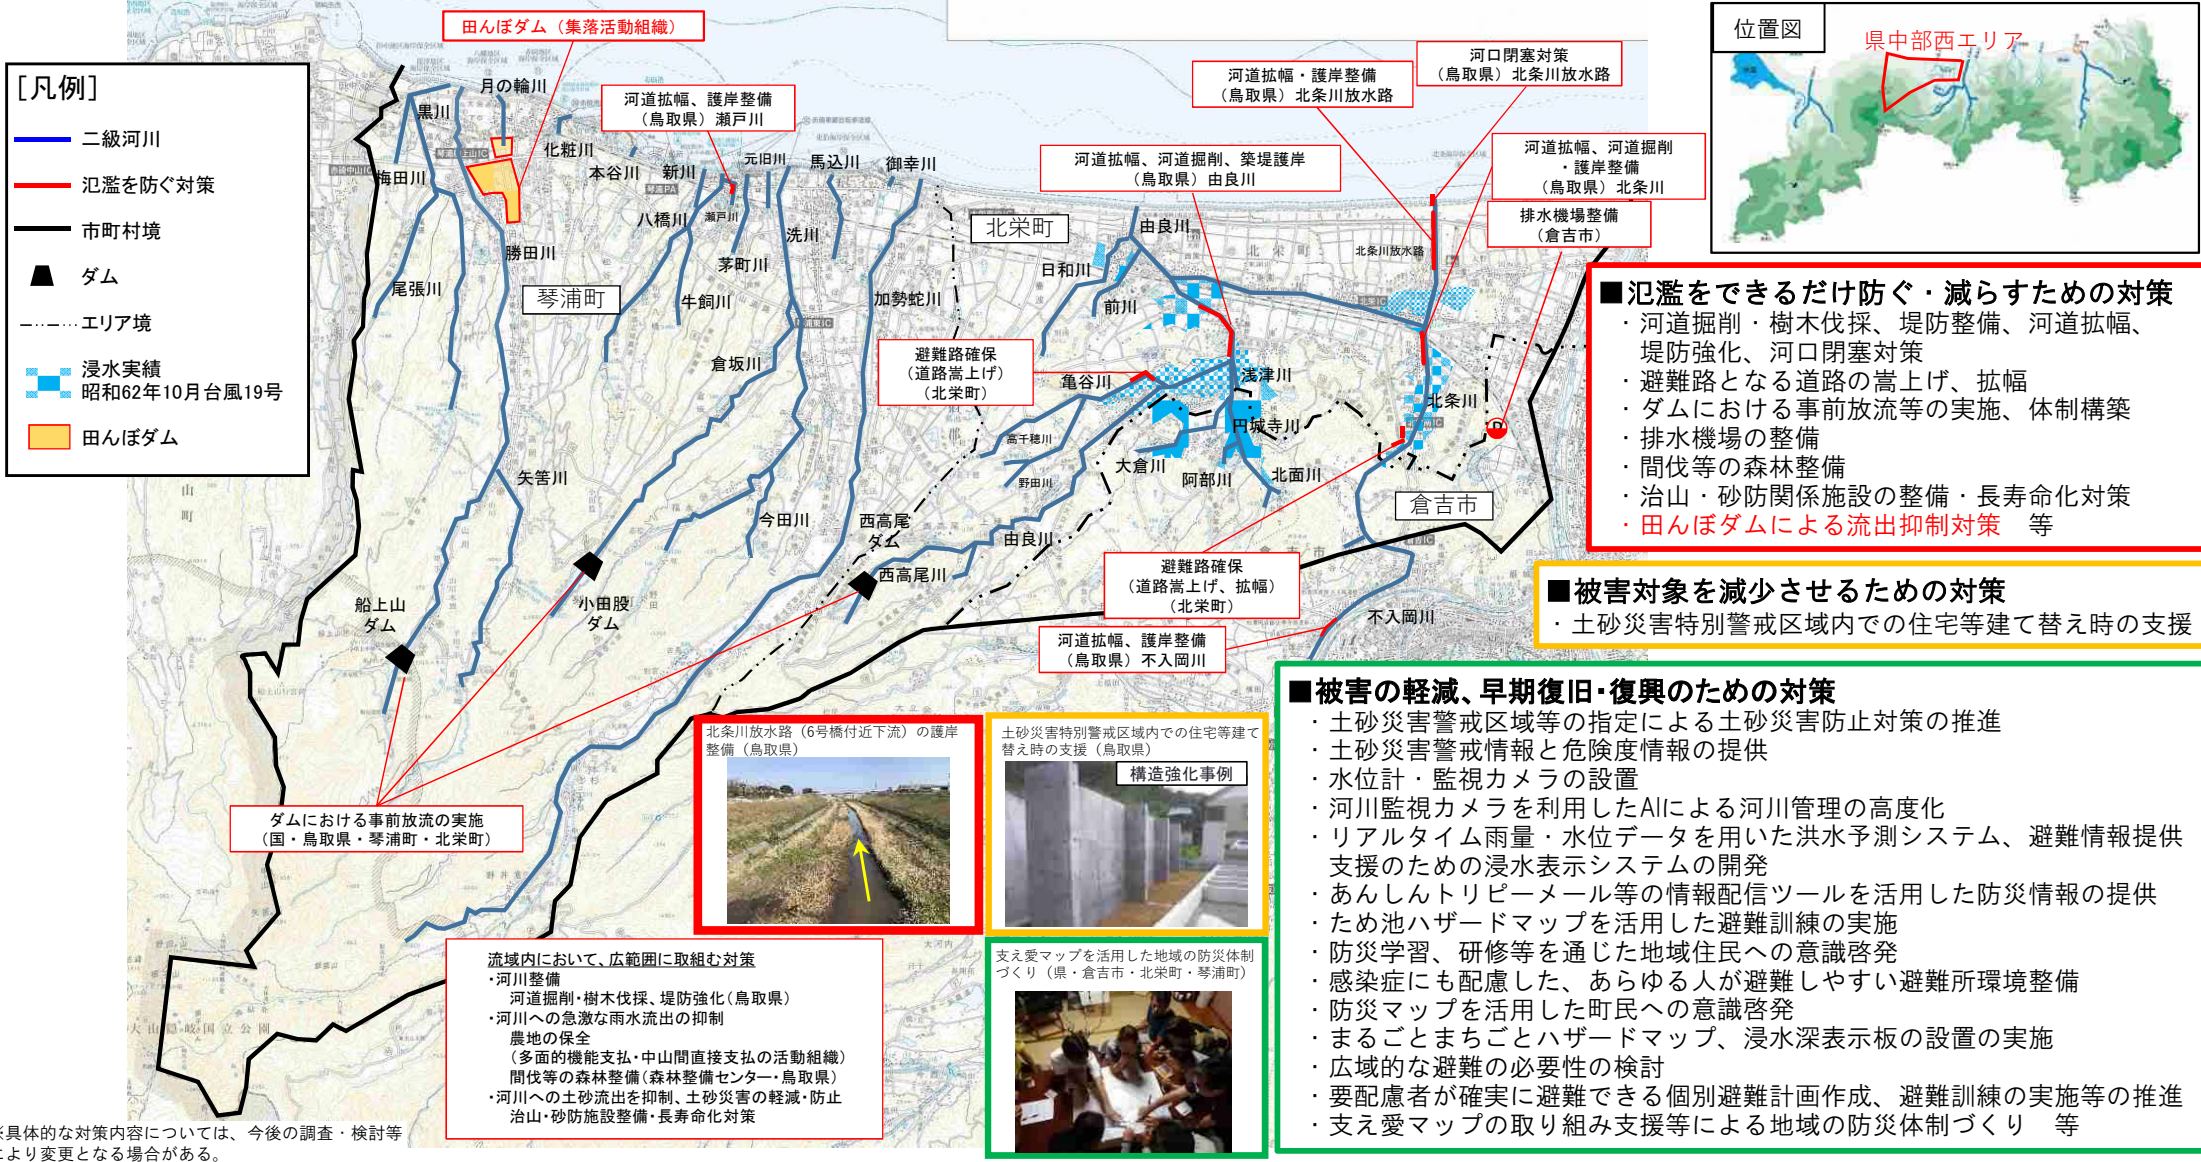 田んぼダム（集落活動組織）
[凡例]
二級河川
氾濫を防ぐ対策
市町村境
ダム
エリア境
浸水実績
昭和62年10月台風19号
田んぼダム
月の輪川
黒川
梅田川
化粧川
本谷川
新川
元旧川
馬込川
御幸川
八橋川
瀬戸川
洗川
茅町川
牛飼川
勝田川
尾張川
琴浦町
加勢蛇川
倉坂川
矢筈川
今田川
船上山
ダム
小田股
ダム
西高尾
ダム
西高尾川
由良川
河道拡幅、護岸整備
（鳥取県）瀬戸川
河道拡幅・護岸整備
（鳥取県）北条川放水路
河口閉塞対策
（鳥取県）北条川放水路
河道拡幅、河道掘削、築堤護岸
（鳥取県）由良川
河道拡幅、河道掘削
・護岸整備
（鳥取県）北条川
排水機場整備
（倉吉市）
北栄町
由良川
日和川
前川
北条川放水路
避難路確保
（道路嵩上げ）
（北栄町）
亀谷川
浅津川
円城寺川
北条川
高千穂川
野田川
大倉川
阿部川
北面川
倉吉市
避難路確保
（道路嵩上げ、拡幅）
（北栄町）
河道拡幅、護岸整備
（鳥取県）不入岡川
不入岡川
ダムにおける事前放流の実施
（国・鳥取県・琴浦町・北栄町）
大山隠岐国立公園
位置図
県中部西エリア
■氾濫をできるだけ防ぐ・減らすための対策
・河道掘削・樹木伐採、堤防整備、河道拡幅、
堤防強化、河口閉塞対策
・避難路となる道路の嵩上げ、拡幅
・ダムにおける事前放流等の実施、体制構築
・排水機場の整備
・間伐等の森林整備
・治山・砂防関係施設の整備・長寿命化対策
・田んぼダムによる流出抑制対策　等
■被害対象を減少させるための対策
・土砂災害特別警戒区域内での住宅等建て替え時の支援
■被害の軽減、早期復旧・復興のための対策
・土砂災害警戒区域等の指定による土砂災害防止対策の推進
・土砂災害警戒情報と危険度情報の提供
・水位計・監視カメラの設置
・河川監視カメラを利用したAIによる河川管理の高度化
・リアルタイム雨量・水位データを用いた洪水予測システム、避難情報提供
支援のための浸水表示システムの開発
・あんしんトリピーメール等の情報配信ツールを活用した防災情報の提供
・ため池ハザードマップを活用した避難訓練の実施
・防災学習、研修等を通じた地域住民への意識啓発
・感染症にも配慮した、あらゆる人が避難しやすい避難所環境整備
・防災マップを活用した町民への意識啓発
・まるごとまちごとハザードマップ、浸水深表示板の設置の実施
・広域的な避難の必要性の検討
・要配慮者が確実に避難できる個別避難計画作成、避難訓練の実施等の推進
・支え愛マップの取り組み支援等による地域の防災体制づくり　等
北条川放水路（6号橋付近下流）の護岸
整備（鳥取県）
土砂災害特別警戒区域内での住宅等建て
替え時の支援（鳥取県）
構造強化事例
支え愛マップを活用した地域の防災体制
づくり（県・倉吉市・北栄町・琴浦町）
流域内において、広範囲に取組む対策
・河川整備
河道掘削・樹木伐採、堤防強化（鳥取県）
・河川への急激な雨水流出の抑制
農地の保全
（多面的機能支払・中山間直接支払の活動組織）
間伐等の森林整備（森林整備センター・鳥取県）
・河川への土砂流出を抑制、土砂災害の軽減・防止
治山・砂防施設整備・長寿命化対策
※具体的な対策内容については、今後の調査・検討等
により変更となる場合がある。